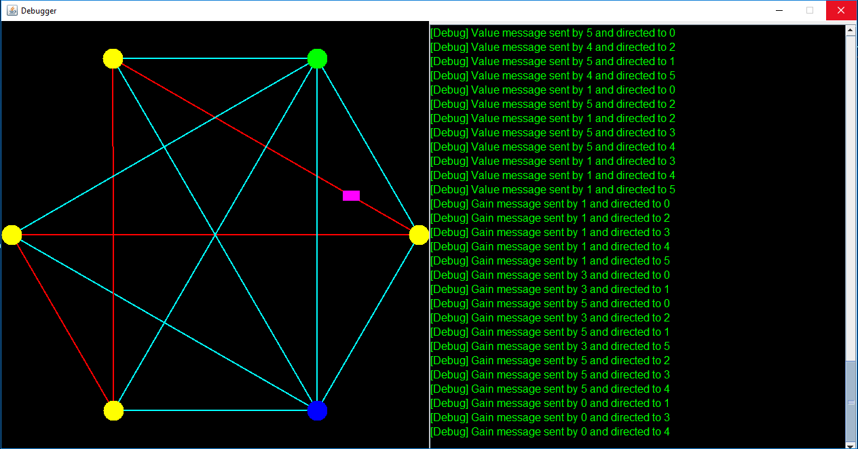 Debugger
[Debug] Value message sent by 5 and directed to 0
[Debug] Value message sent by 4 and directed to 2
[Debug] Value message sent by 5 and directed to 1
[Debug] Value message sent by 4 and directed to 5
[Debug] Value message sent by 1 and directed to 0
[Debug] Value message sent by 5 and directed to 2
[Debug] Value message sent by 1 and directed to 2
[Debug] Value message sent by 5 and directed to 3
[Debug] Value message sent by 5 and directed to 4
[Debug] Value message sent by 1 and directed to 3
[Debug] Value message sent by 1 and directed to 4
[Debug] Value message sent by 1 and directed to 5
[Debug] Gain message sent by 1 and directed to 0
[Debug] Gain message sent by 1 and directed to 2
[Debug] Gain message sent by 1 and directed to 3
[Debug] Gain message sent by 1 and directed to 4
[Debug] Gain message sent by 1 and directed to 5
[Debug] Gain message sent by 3 and directed to 0
[Debug] Gain message sent by 3 and directed to 1
[Debug] Gain message sent by 5 and directed to 0
[Debug] Gain message sent by 3 and directed to 2
[Debug] Gain message sent by 5 and directed to 1
[Debug] Gain message sent by 3 and directed to 5
[Debug] Gain message sent by 5 and directed to 2
[Debug] Gain message sent by 5 and directed to 3
[Debug] Gain message sent by 5 and directed to 4
[Debug] Gain message sent by 0 and directed to 1
[Debug] Gain message sent by 0 and directed to 3
[Debug] Gain message sent by 0 and directed to 4